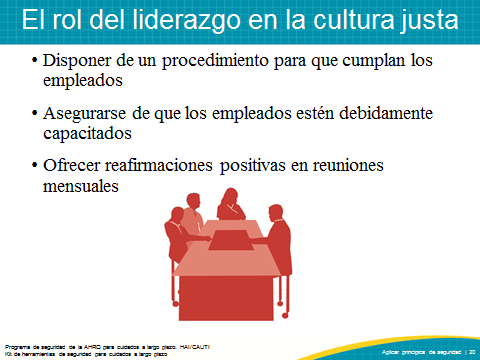 El rol del liderazgo en la cultura justa
• Disponer de un procedimiento para que cumplan los
empleados
• Asegurarse de que los empleados estén debidamente
capacitados
• Ofrecer reafirmaciones positivas en reuniones
mensuales
Programa de seguridad de la AHRQ para cuidados a largo plazo: HAI/CAUTI
Kit de herramientas de seguridad para cuidados a largo plazo
Aplicar principios de seguridad | 20